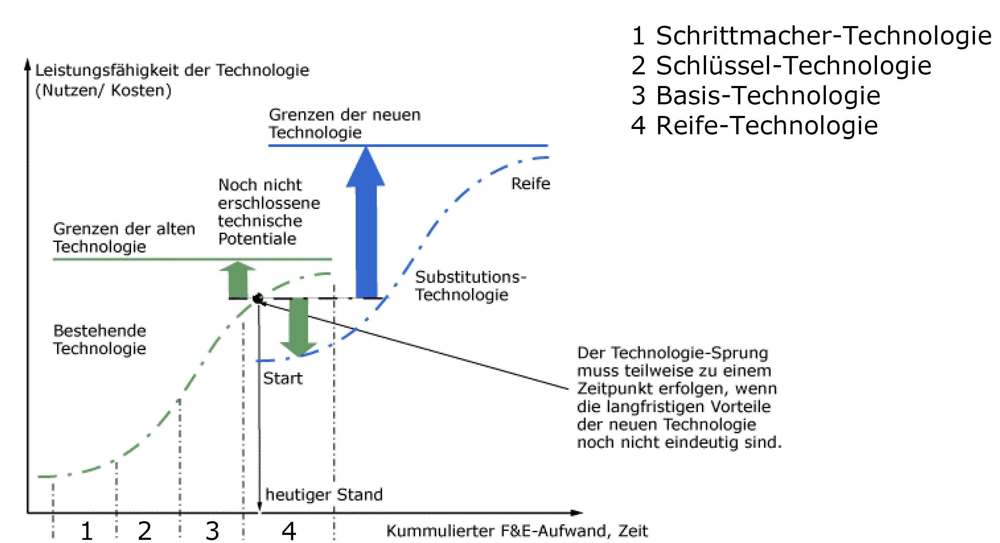 1 Schrittmacher-Technologie
2 Schlüssel-Technologie
3 Basis-Technologie
4 Reife-Technologie
Leistungsfähigkeit der Technologie
(Nutzen/ Kosten)
Grenzen der neuen
Technologie
Noch nicht
erschlossene
technische
Potentiale
Reife
Grenzen der alten
Technologie
Substitutions-
Technologie
Bestehende
Technologie
Start
Der Technologie-Sprung
muss teilweise zu einem
Zeitpunkt erfolgen, wenn
die langfristigen Vorteile
der neuen Technologie
noch nicht eindeutig sind.
heutiger Stand
1 2 3 4
Kummulierter F&E-Aufwand, Zeit